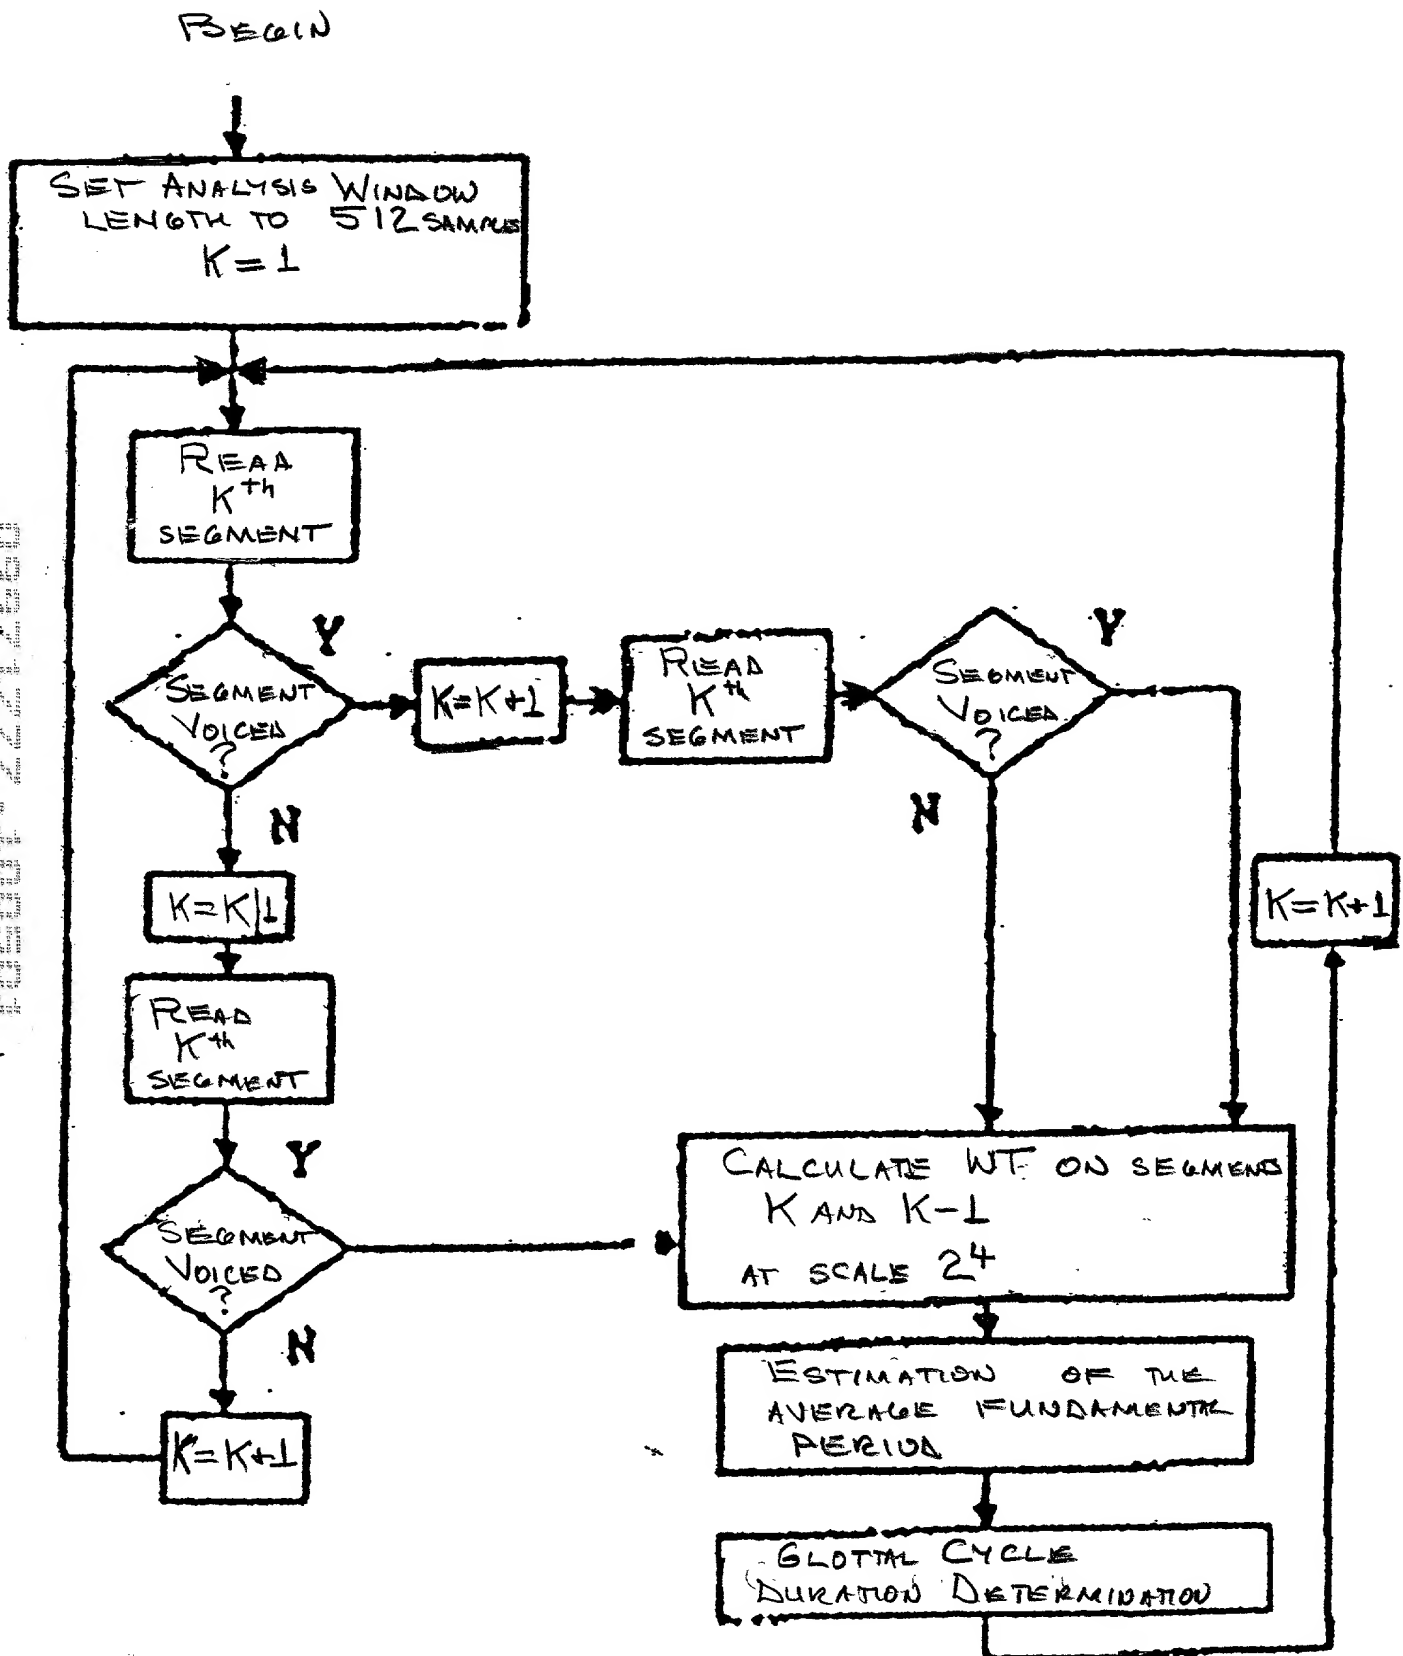 BEGIN
SET ANALYSIS WINDOW
LENGTH TO 512 SAMPLES
K=1
READ
Kth
SEGMENT
Y
SEGMENT
VOICED
?
N
K=K+1
READ
Kth
SEGMENT
Y
SEGMENT
VOICED
?
N
K=K+1
K=K|1
READ
Kth
SEGMENT
Y
SEGMENT
VOICED
?
N
K=K+1
CALCULATE WT ON SEGMENTS
K AND K-1
AT SCALE 2⁴
ESTIMATION OF THE
AVERAGE FUNDAMENTAL
PERIOD
GLOTTAL CYCLE
DURATION DETERMINATION